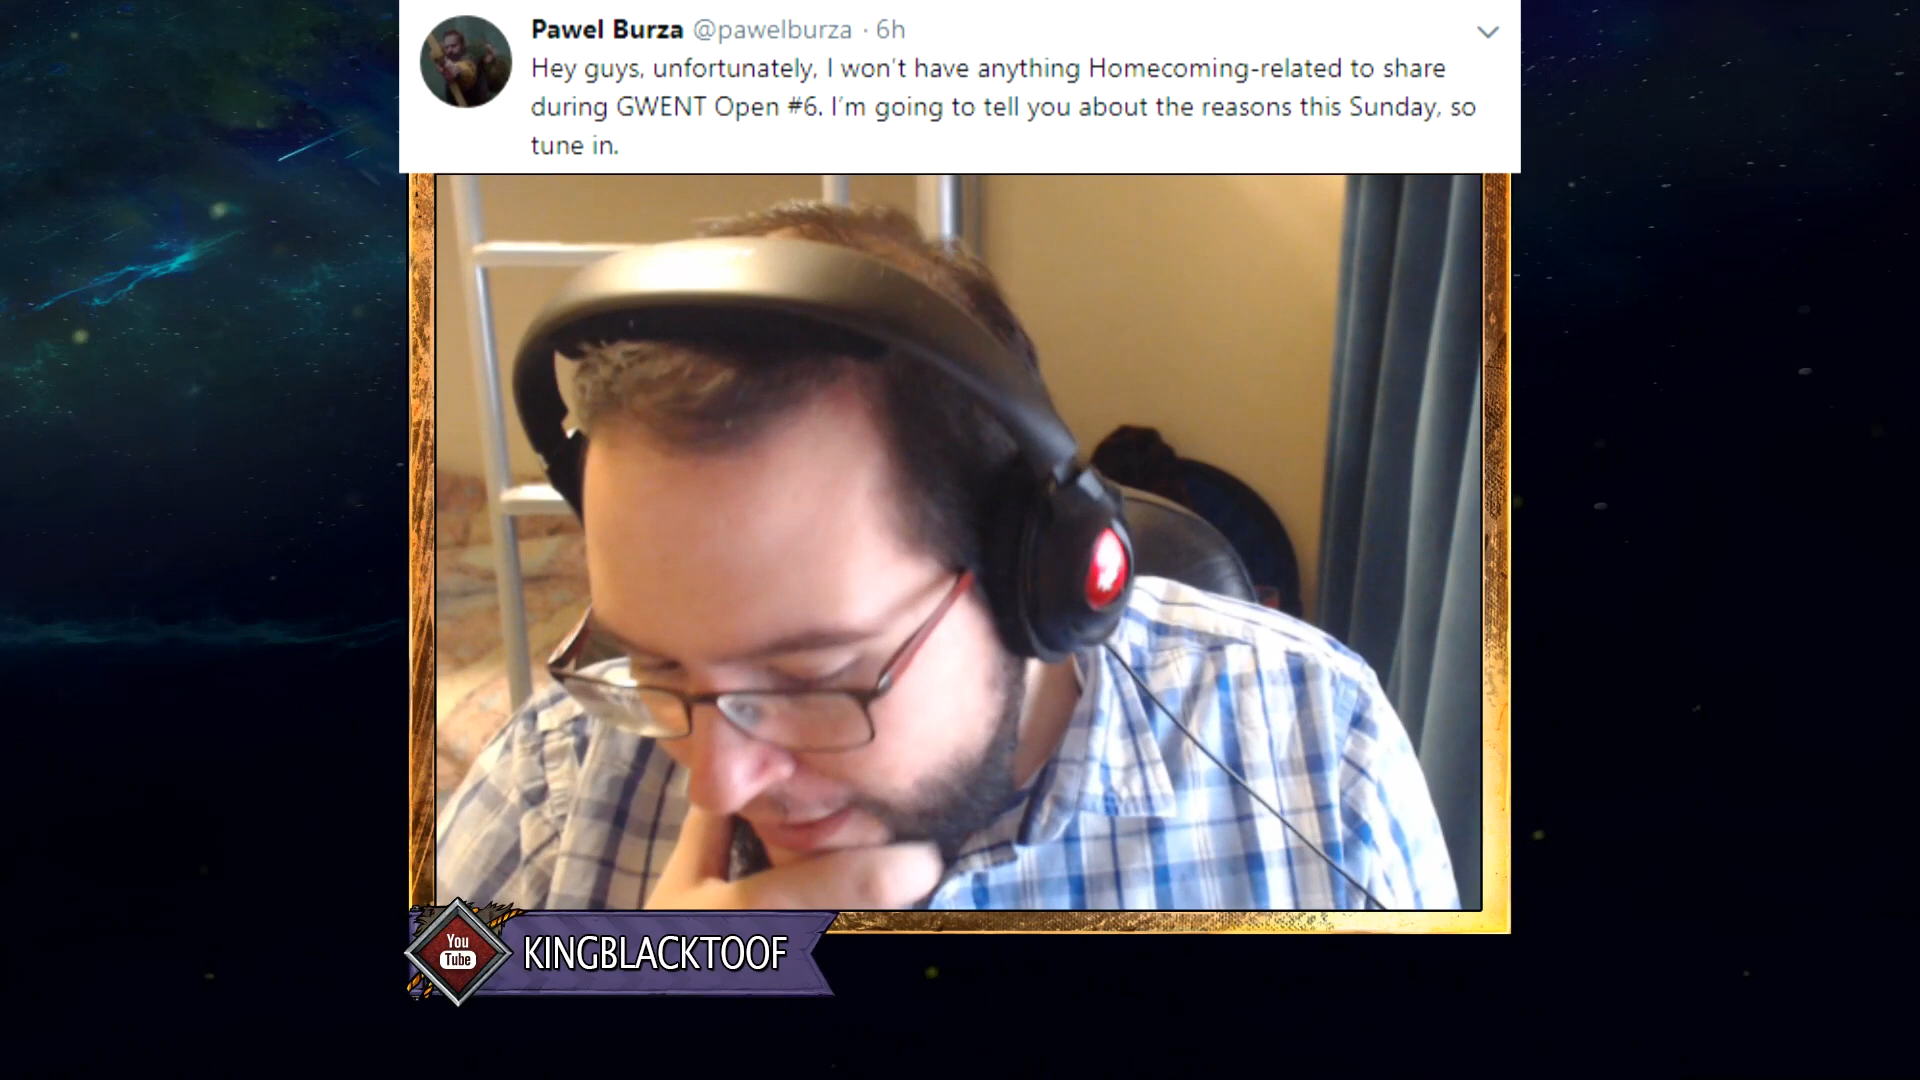 Pawel Burza @pawelburza · 6h
Hey guys, unfortunately, I won't have anything Homecoming-related to share
during GWENT Open #6. I'm going to tell you about the reasons this Sunday, so
tune in.
You
Tube
KINGBLACKTOOF